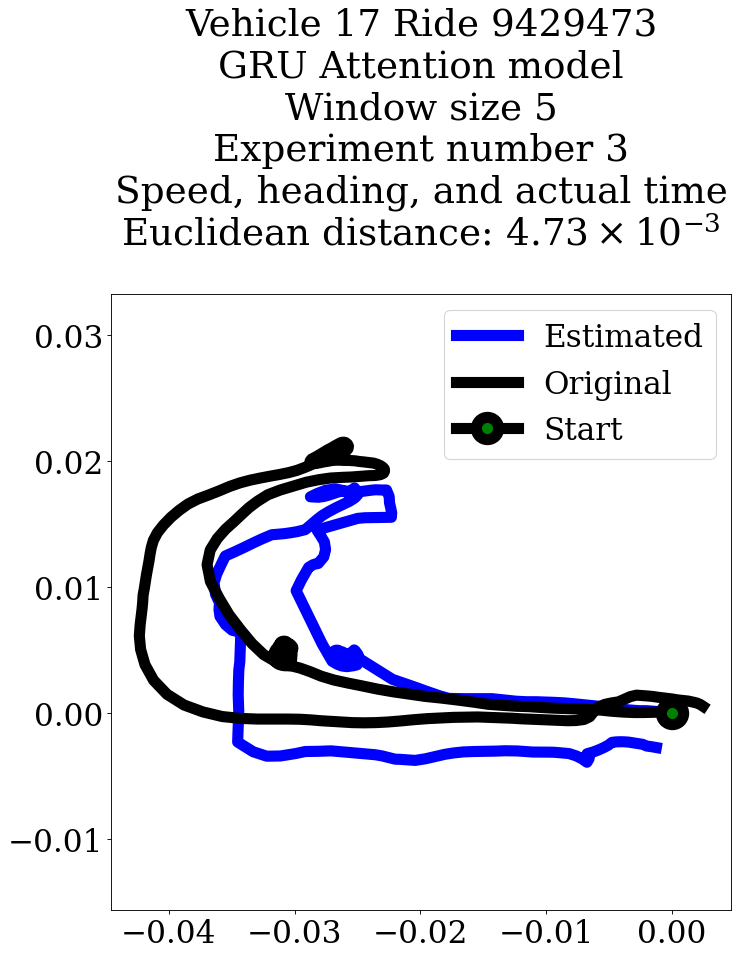 Vehicle 17 Ride 9429473
GRU Attention model
Window size 5
Experiment number 3
Speed, heading, and actual time
Euclidean distance: 4.73 × 10⁻³
Estimated
Original
Start
0.03
0.02
0.01
0.00
−0.01
−0.04 −0.03 −0.02 −0.01 0.00